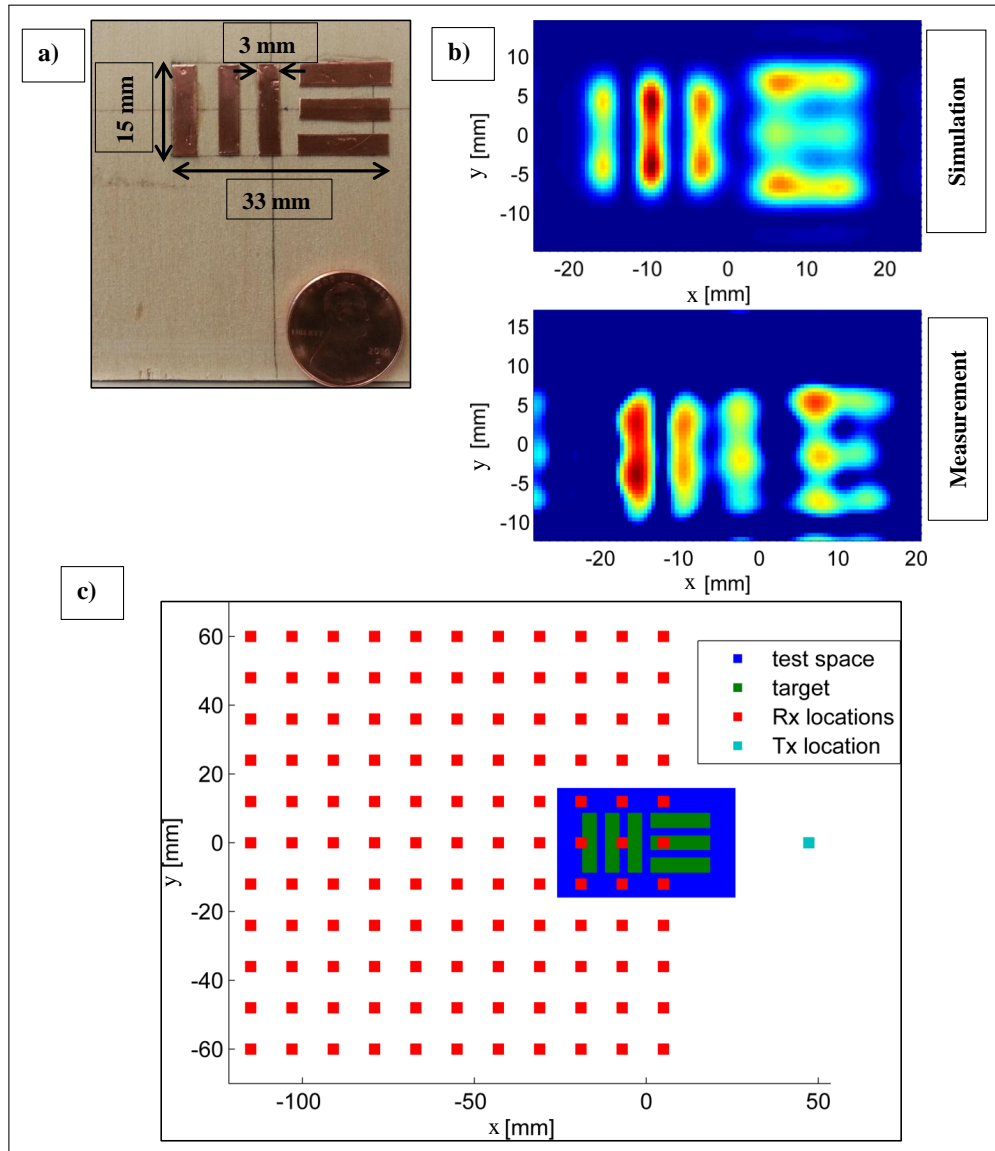 a)
3 mm
15 mm
33 mm
b)
10
5
0
-5
-10
y [mm]
-20
-10
0
10
20
x [mm]
Simulation
15
10
5
0
-5
-10
y [mm]
-20
-10
0
10
20
x [mm]
Measurement
c)
60
40
20
0
-20
-40
-60
y [mm]
-100
-50
0
50
x [mm]
test space
target
Rx locations
Tx location